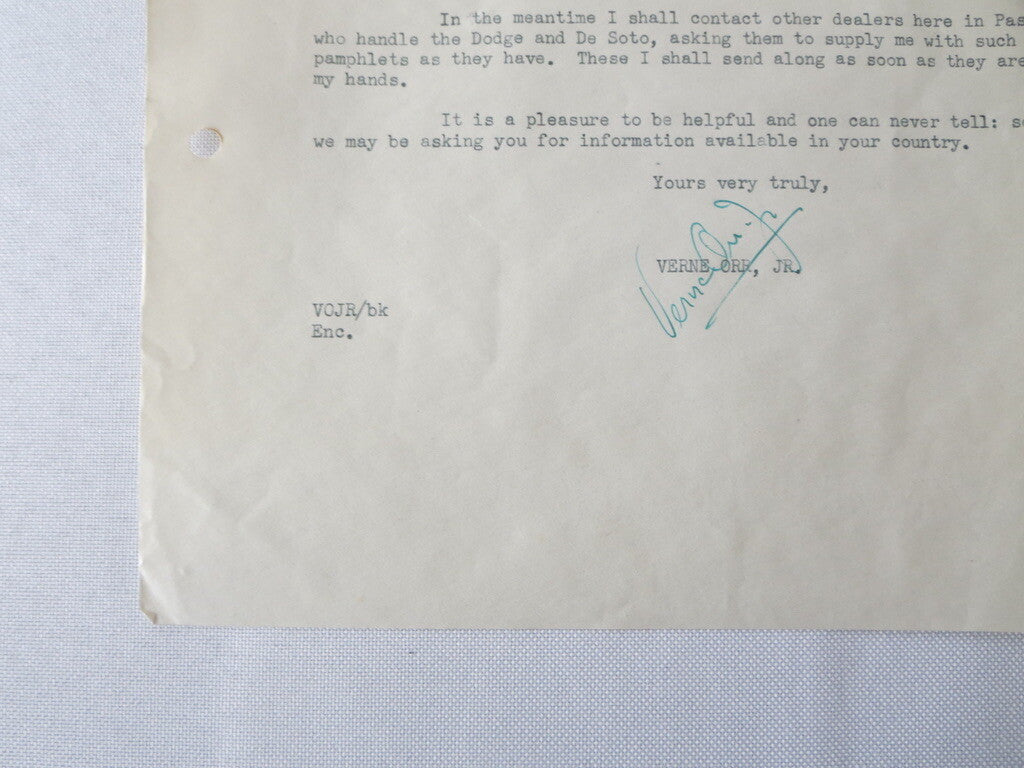 In the meantime I shall contact other dealers here in Pas
who handle the Dodge and De Soto, asking them to supply me with such
pamphlets as they have. These I shall send along as soon as they are
my hands.
It is a pleasure to be helpful and one can never tell: s
we may be asking you for information available in your country.
Yours very truly,
Verne Orr Jr
VERNE ORR, JR.
VOJR/bk
Enc.